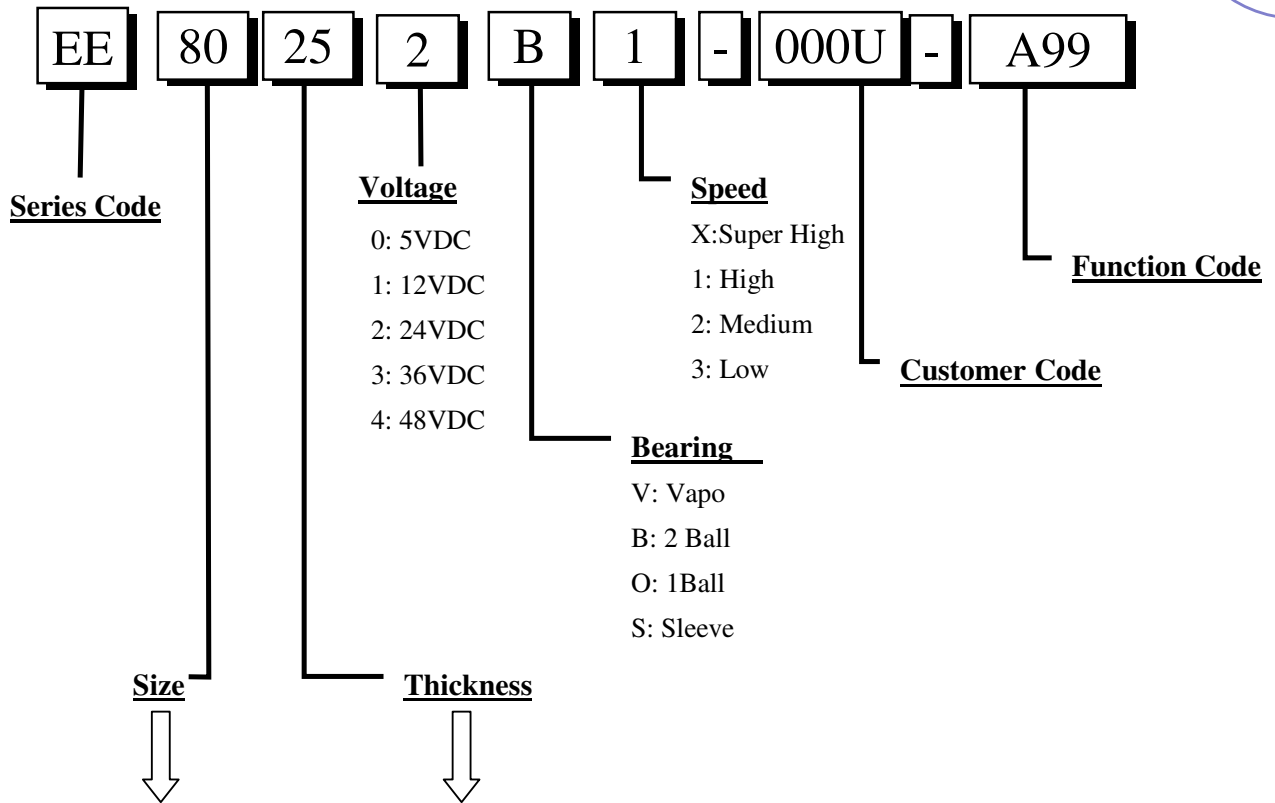 EE 80 25 2 B 1 - 000U - A99
Series Code
Voltage
0: 5VDC
1: 12VDC
2: 24VDC
3: 36VDC
4: 48VDC
Speed
X:Super High
1: High
2: Medium
3: Low
Function Code
Customer Code
Bearing
V: Vapo
B: 2 Ball
O: 1Ball
S: Sleeve
Size
Thickness